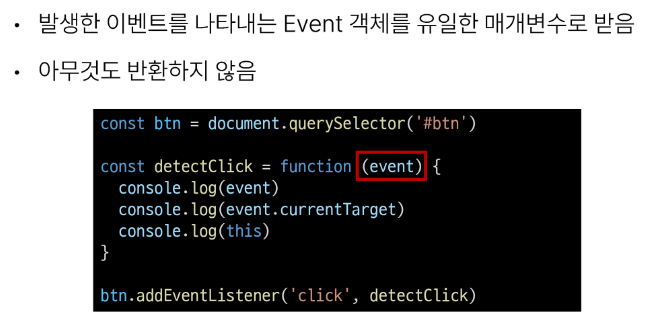 • 발생한 이벤트를 나타내는 Event 객체를 유일한 매개변수로 받음
• 아무것도 반환하지 않음
const btn = document.querySelector('#btn')
const detectClick = function (event) {
  console.log(event)
  console.log(event.currentTarget)
  console.log(this)
}
btn.addEventListener('click', detectClick)